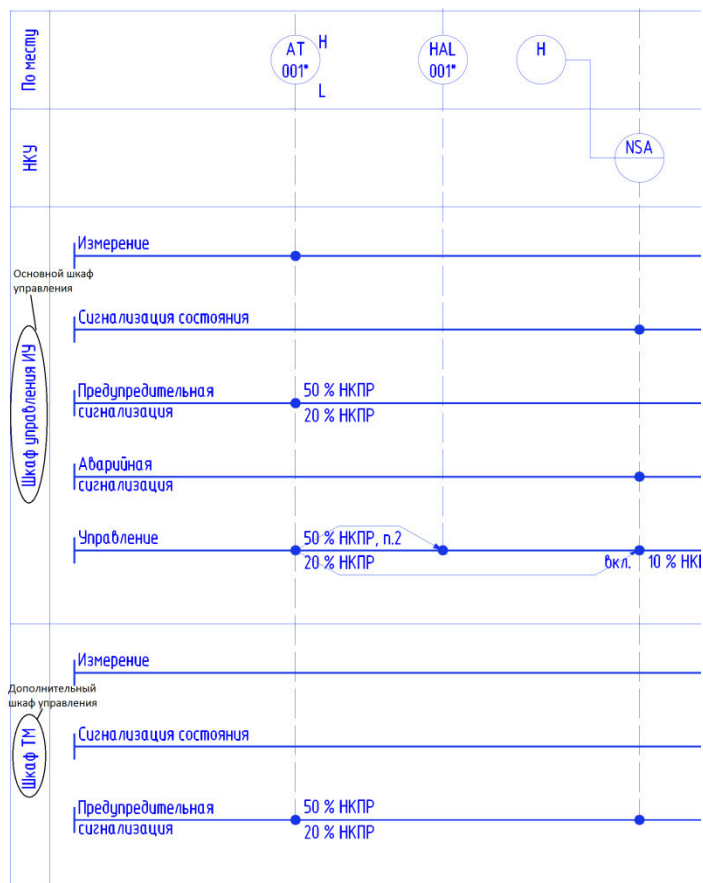 По месту
AT
001*
H
L
HAL
001*
H
НКУ
NSA
Шкаф управления ИУ
Основной шкаф
управления
Измерение
Сигнализация состояния
Предупредительная
сигнализация
50 % НКПР
20 % НКПР
Аварийная
сигнализация
Управление
50 % НКПР, п.2
20 % НКПР
вкл.
10 % НКП
Шкаф ТМ
Дополнительный
шкаф управления
Измерение
Сигнализация состояния
Предупредительная
сигнализация
50 % НКПР
20 % НКПР